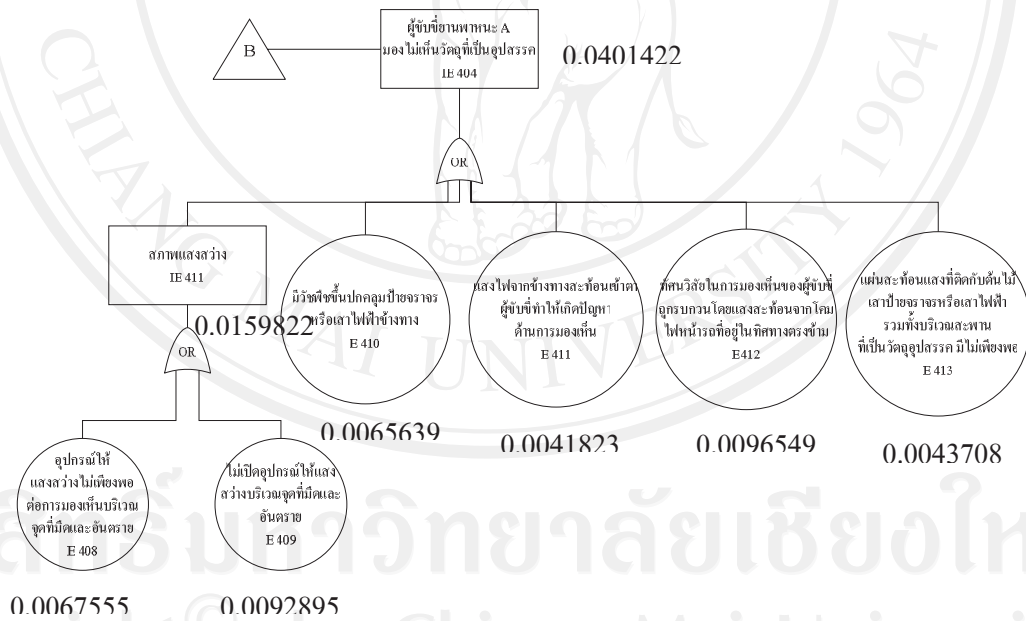 B
ผู้ขับขี่ยานพาหนะ A
มองไม่เห็นวัตถุที่เป็นอุปสรรค
IE 404
0.0401422
OR
สภาพแสงสว่าง
IE 411
0.0159822
OR
มีวัชพืชขึ้นปกคลุมป้ายจราจร
หรือเสาไฟฟ้าข้างทาง
E 410
0.0065639
แสงไฟจากข้างทางสะท้อนเข้าตา
ผู้ขับขี่ทำให้เกิดปัญหา
ด้านการมองเห็น
E 411
0.0041823
ทัศนวิสัยในการมองเห็นของผู้ขับขี่
ถูกรบกวนโดยแสงสะท้อนจากโคม
ไฟหน้ารถที่อยู่ในทิศทางตรงข้าม
E412
0.0096549
แผ่นสะท้อนแสงที่ติดกับต้นไม้
เสาป้ายจราจรหรือเสาไฟฟ้า
รวมทั้งบริเวณสะพาน
ที่เป็นวัตถุอุปสรรค มีไม่เพียงพอ
E 413
0.0043708
อุปกรณ์ให้
แสงสว่างไม่เพียงพอ
ต่อการมองเห็นบริเวณ
จุดที่มืดและอันตราย
E 408
0.0067555
ไม่เปิดอุปกรณ์ให้แสง
สว่างบริเวณจุดที่มืดและ
อันตราย
E 409
0.0092895
CHIANG MAI UNIVERSITY 1964
สิทธิ์มหาวิทยาลัยเชียงให